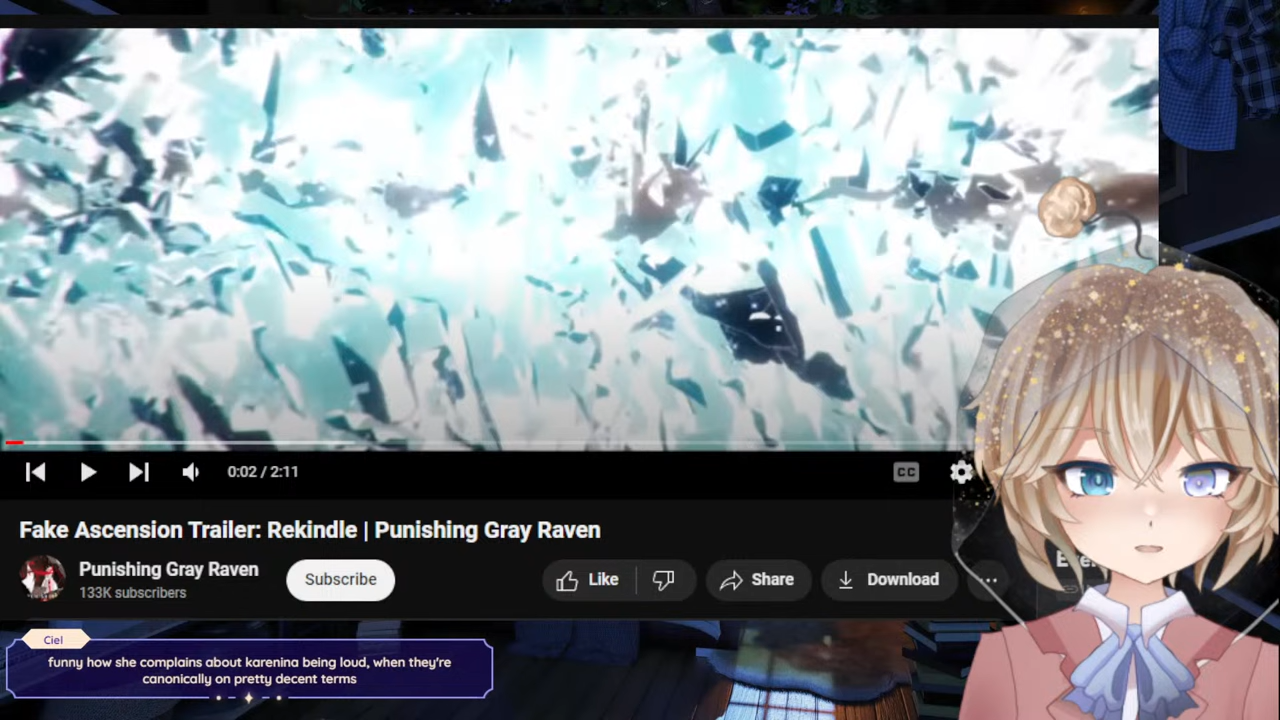 CC
0:02 / 2:11
Fake Ascension Trailer: Rekindle | Punishing Gray Raven
Punishing Gray Raven
133K subscribers
Subscribe
Like
Share
Download
Ciel
funny how she complains about karenina being loud, when they're
canonically on pretty decent terms